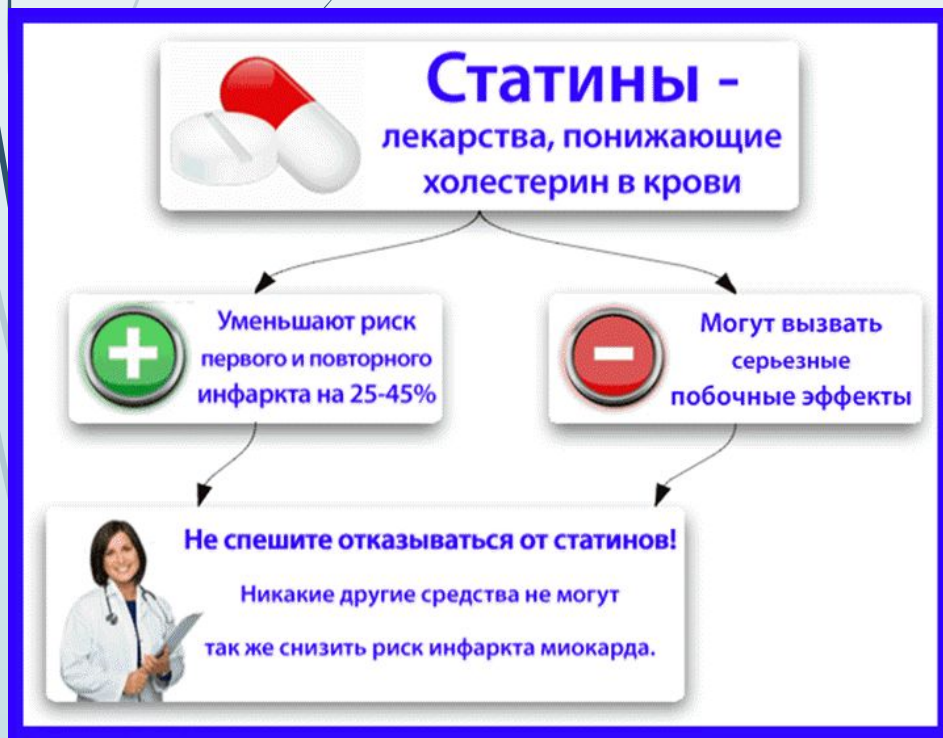 Статины -
лекарства, понижающие
холестерин в крови
Уменьшают риск
первого и повторного
инфаркта на 25-45%
Могут вызвать
серьезные
побочные эффекты
Не спешите отказываться от статинов!
Никакие другие средства не могут
так же снизить риск инфаркта миокарда.